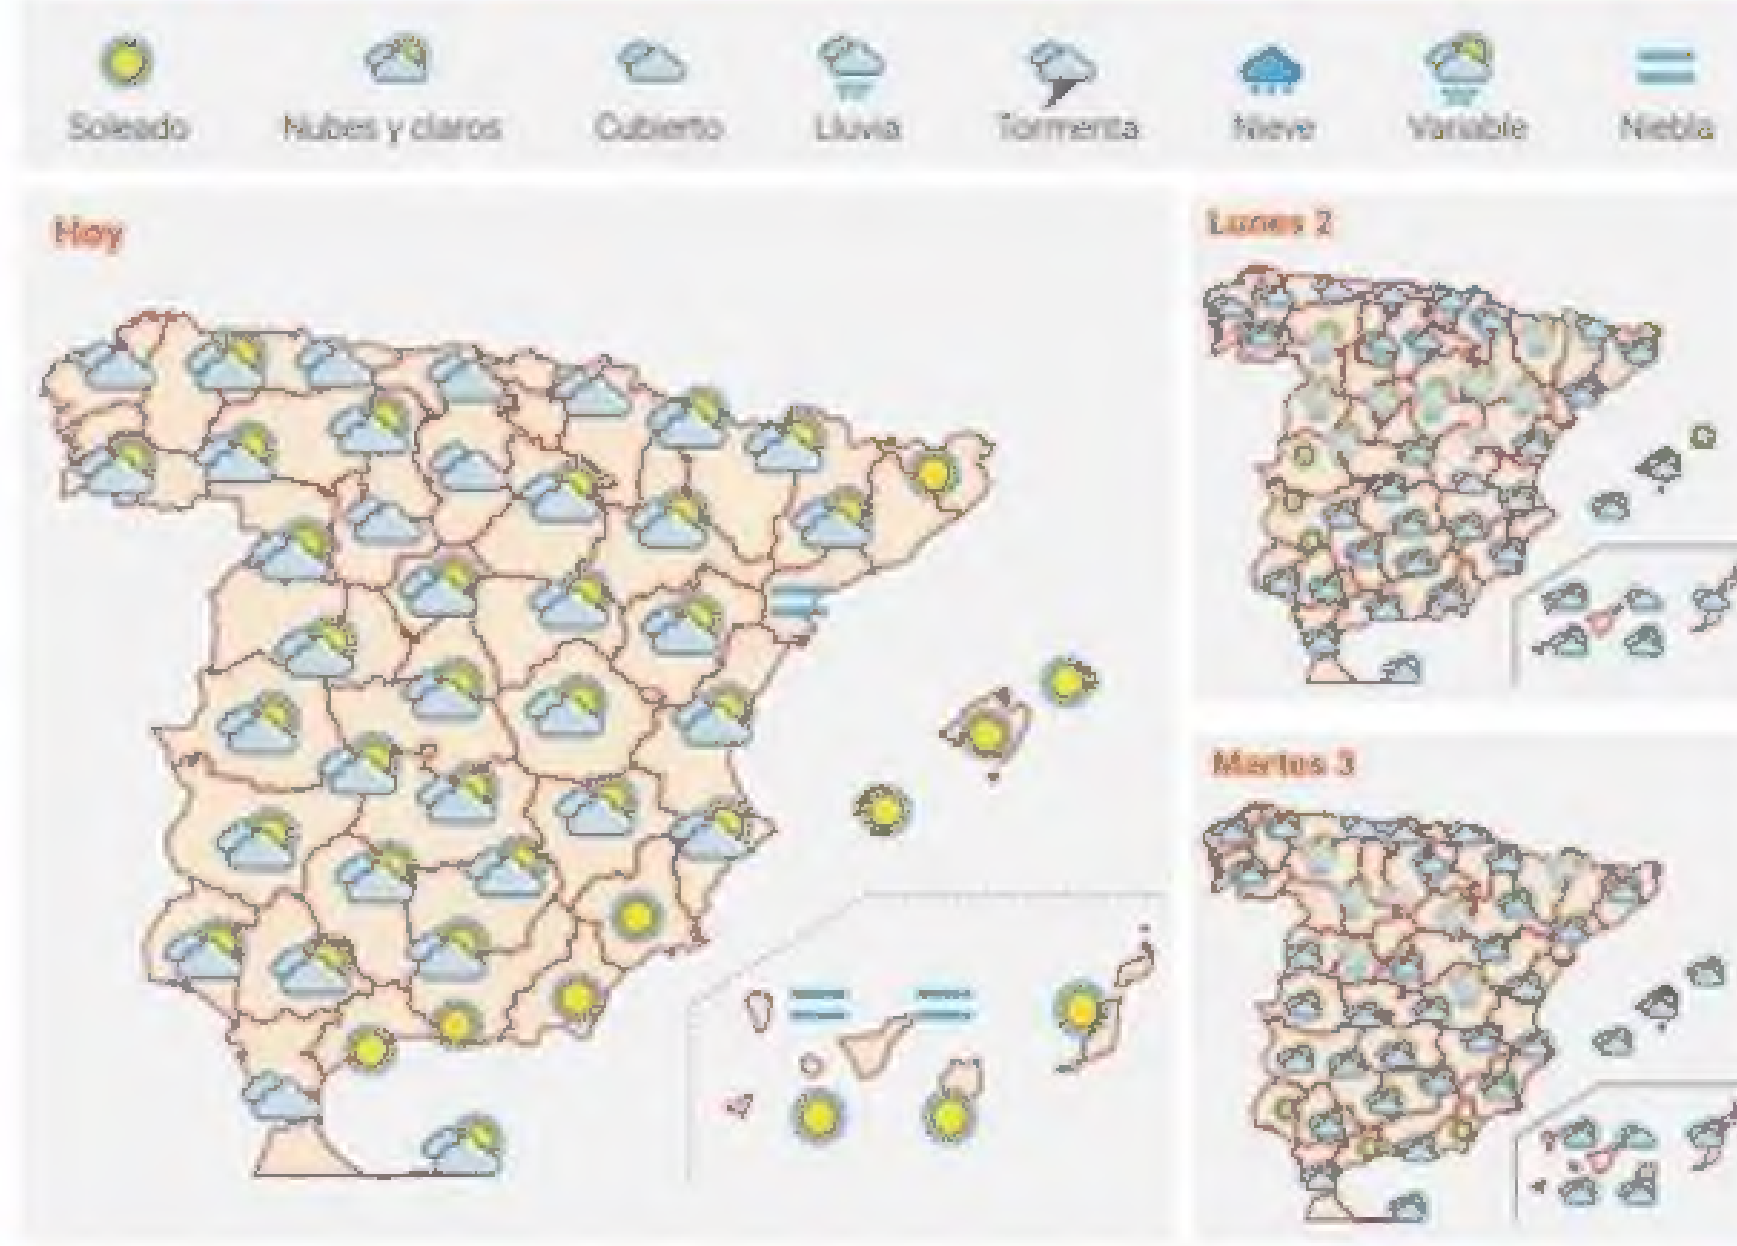 Soleado
Nubes y claros
Cubierto
Lluvia
Tormenta
Nieve
Variable
Niebla
Hoy
Lunes 2
Martes 3